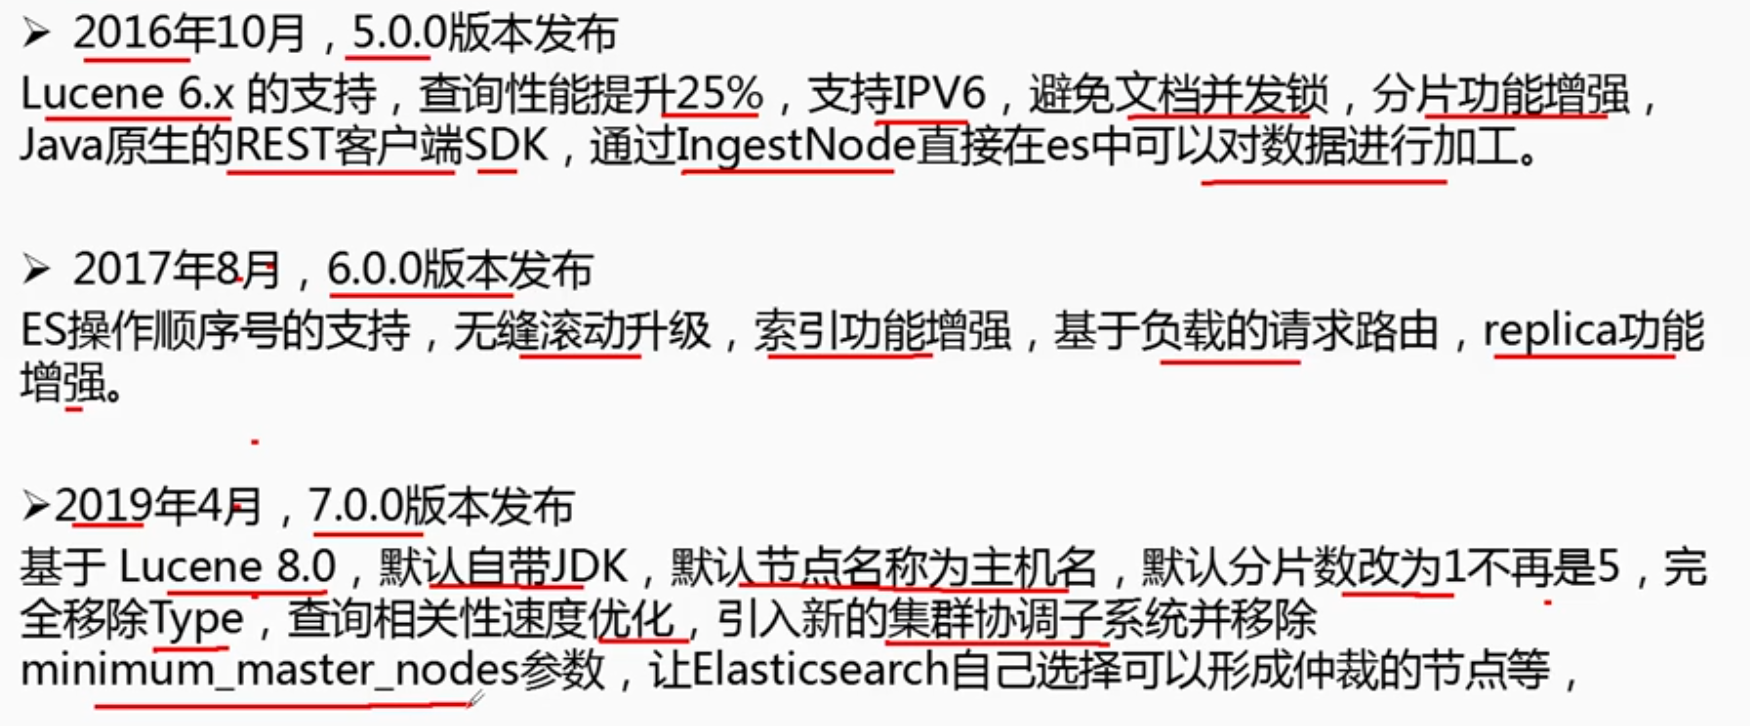 ➢ 2016年10月，5.0.0版本发布
Lucene 6.x 的支持，查询性能提升25%，支持IPV6，避免文档并发锁，分片功能增强，
Java原生的REST客户端SDK，通过IngestNode直接在es中可以对数据进行加工。
➢ 2017年8月，6.0.0版本发布
ES操作顺序号的支持，无缝滚动升级，索引功能增强，基于负载的请求路由，replica功能
增强。
➢2019年4月，7.0.0版本发布
基于 Lucene 8.0，默认自带JDK，默认节点名称为主机名，默认分片数改为1不再是5，完
全移除Type，查询相关性速度优化，引入新的集群协调子系统并移除
minimum_master_nodes参数，让Elasticsearch自己选择可以形成仲裁的节点等，